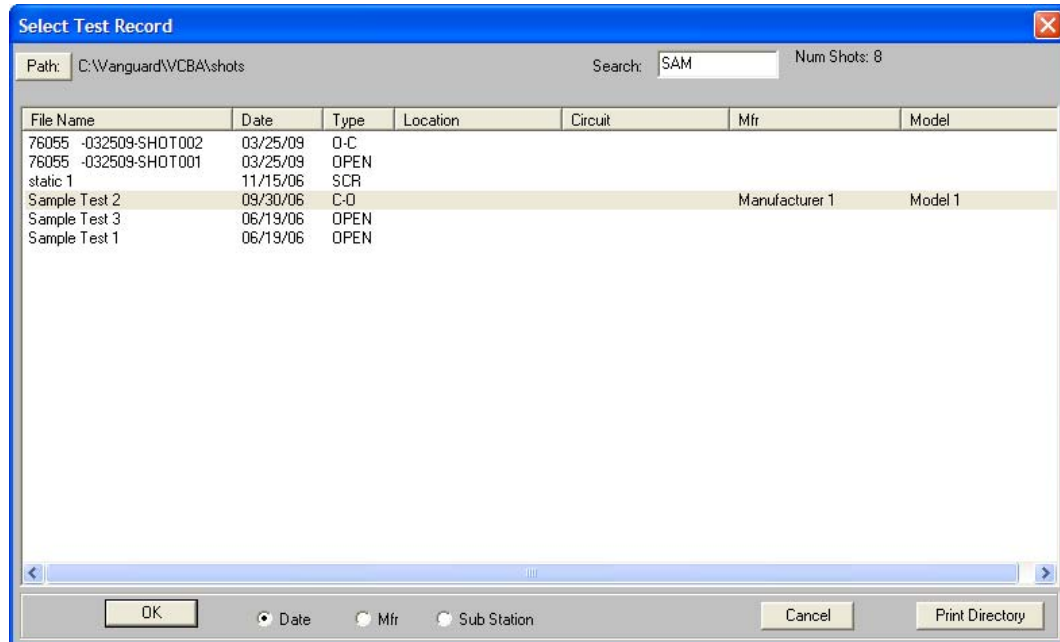 Select Test Record
Path: C:\Vanguard\VCBA\shots Search: SAM Num Shots: 8
File Name Date Type Location Circuit Mfr Model
76055 -032509-SHOT002 03/25/09 O-C
76055 -032509-SHOT001 03/25/09 OPEN
static 1 11/15/06 SCR
Sample Test 2 09/30/06 C-O Manufacturer 1 Model 1
Sample Test 3 06/19/06 OPEN
Sample Test 1 06/19/06 OPEN
OK Date Mfr Sub Station Cancel Print Directory